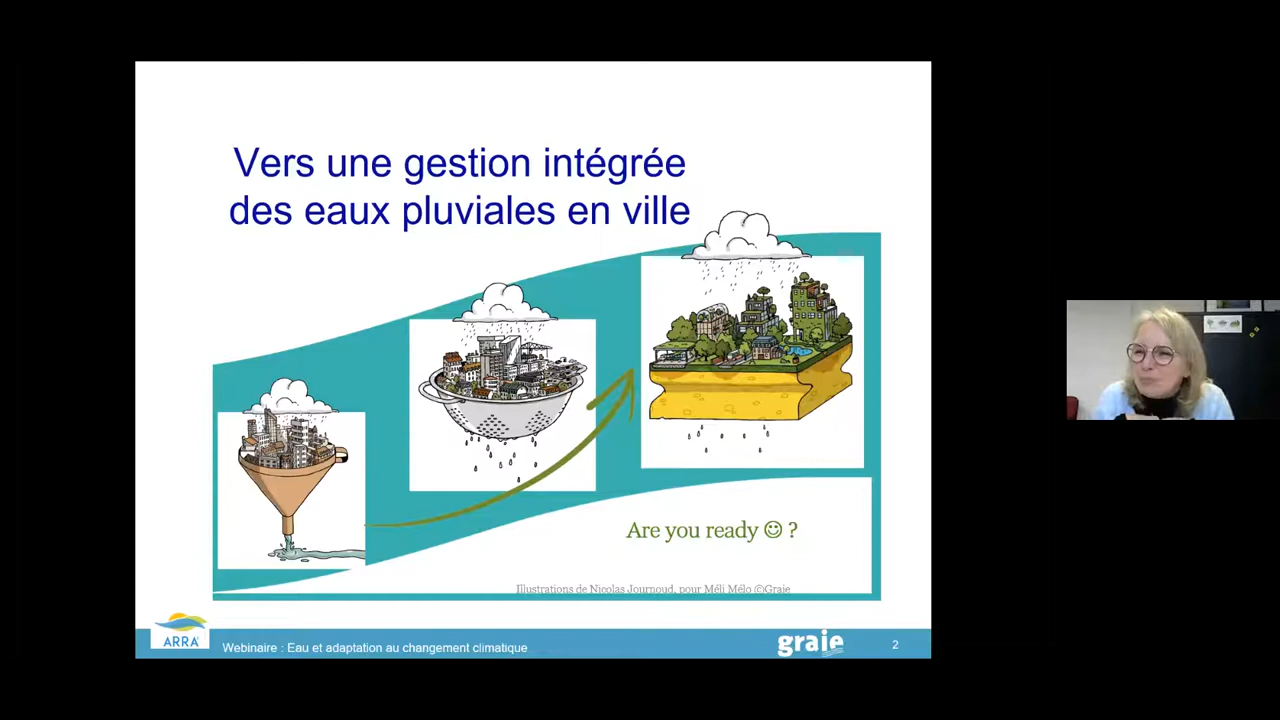 Vers une gestion intégrée
des eaux pluviales en ville
Are you ready ☺ ?
Illustrations de Nicolas Journoud, pour Méli Mélo ©Graie
ARRA²
Webinaire : Eau et adaptation au changement climatique
graie
2